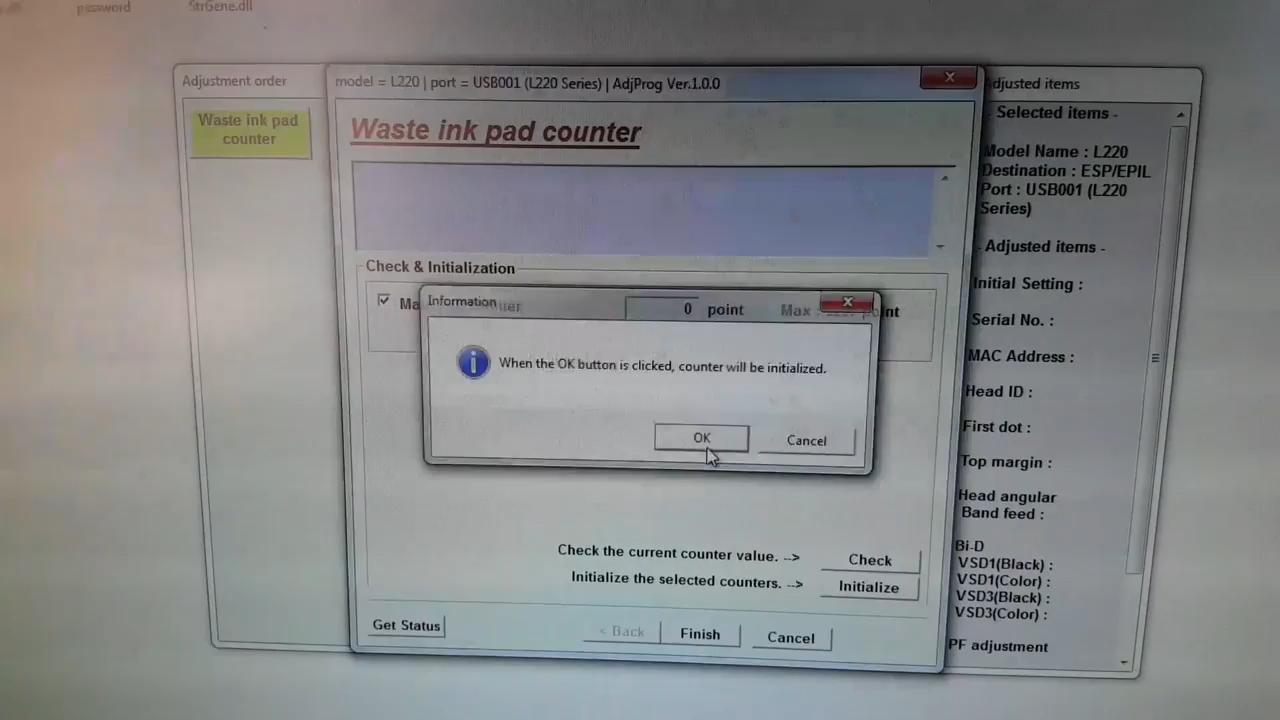 password
StrGene.dll
Adjustment order
Waste ink pad
counter
model = L220 | port = USB001 (L220 Series) | AdjProg Ver.1.0.0
Waste ink pad counter
Check & Initialization
Ma
0 point Max
Information
When the OK button is clicked, counter will be initialized.
OK
Cancel
Check the current counter value. -->
Check
Initialize the selected counters. -->
Initialize
Get Status
< Back
Finish
Cancel
djusted items
- Selected items -
Model Name : L220
Destination : ESP/EPIL
Port : USB001 (L220
Series)
- Adjusted items -
Initial Setting :
Serial No. :
MAC Address :
Head ID :
First dot :
Top margin :
Head angular
Band feed :
Bi-D
VSD1(Black) :
VSD1(Color) :
VSD3(Black) :
VSD3(Color) :
PF adjustment